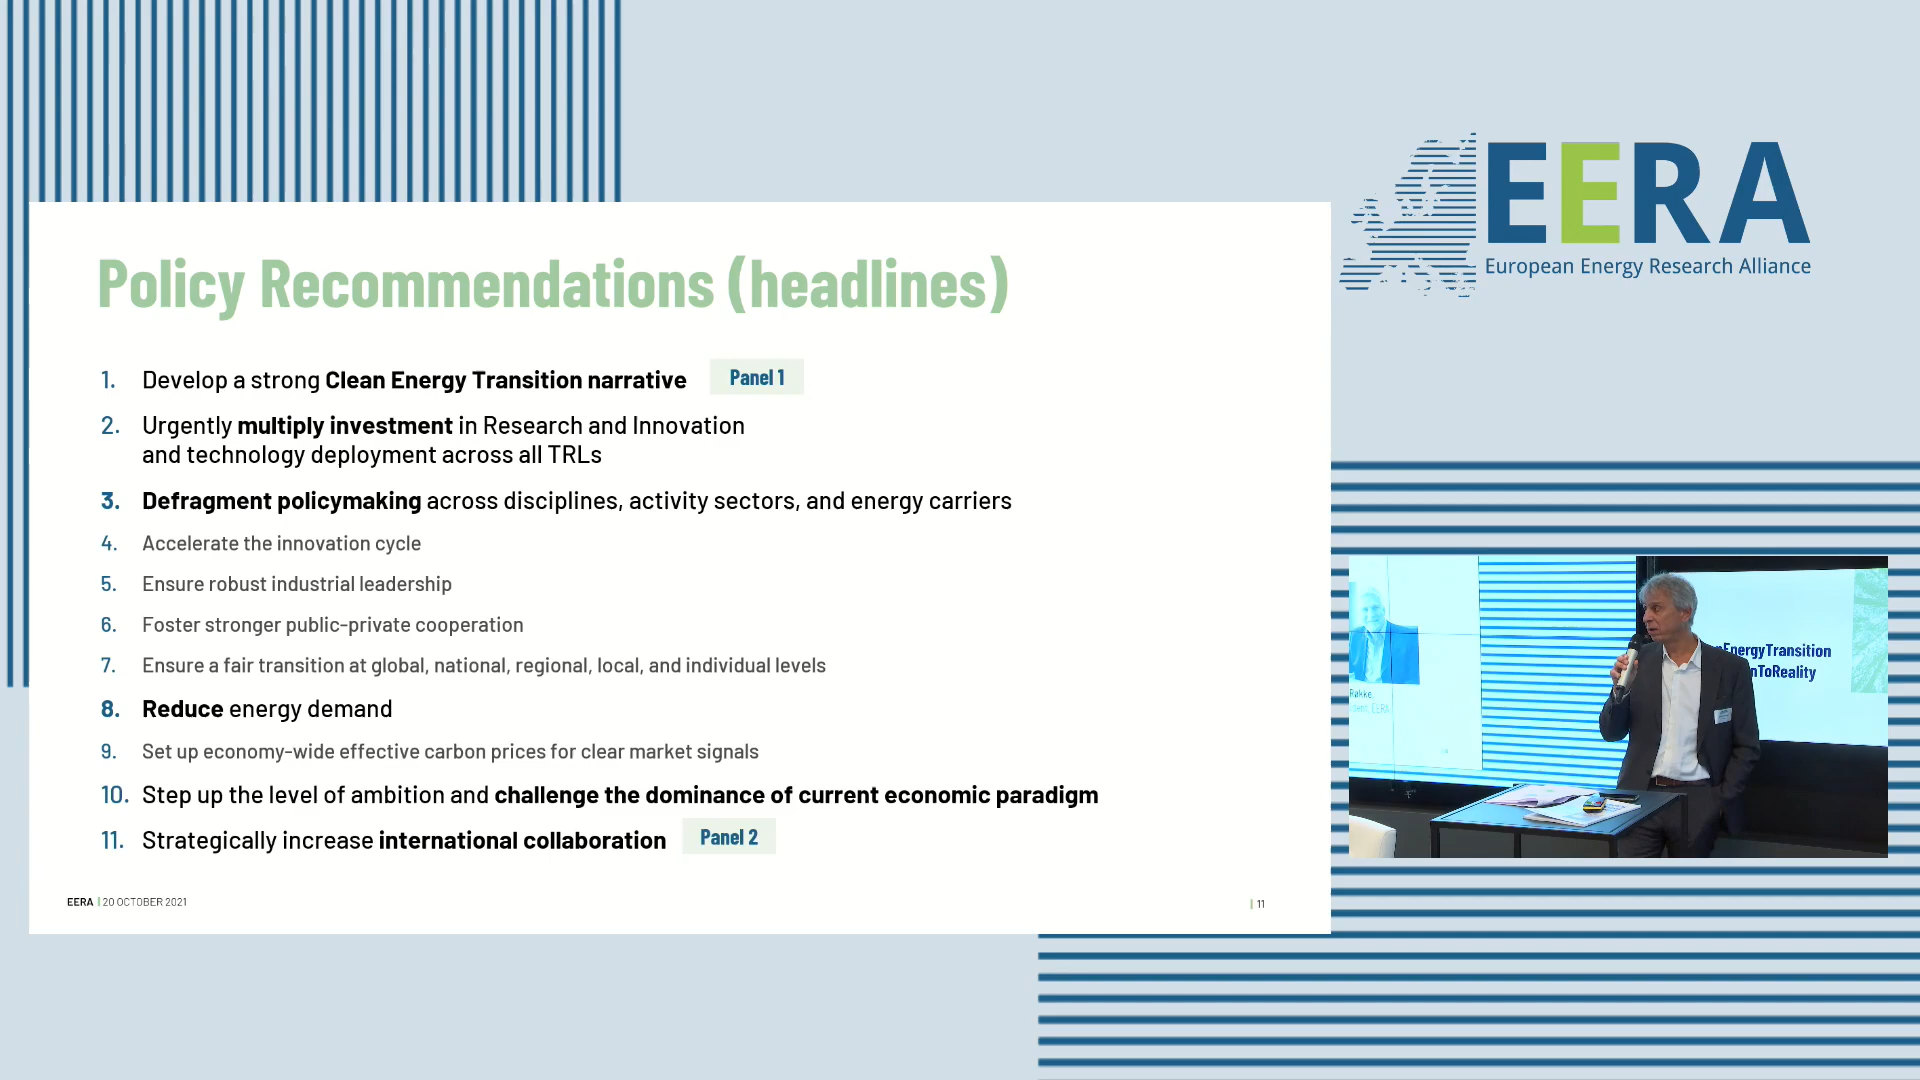 EERA
European Energy Research Alliance
Policy Recommendations (headlines)
1. Develop a strong Clean Energy Transition narrative Panel 1
2. Urgently multiply investment in Research and Innovation
and technology deployment across all TRLs
3. Defragment policymaking across disciplines, activity sectors, and energy carriers
4. Accelerate the innovation cycle
5. Ensure robust industrial leadership
6. Foster stronger public-private cooperation
7. Ensure a fair transition at global, national, regional, local, and individual levels
8. Reduce energy demand
9. Set up economy-wide effective carbon prices for clear market signals
10. Step up the level of ambition and challenge the dominance of current economic paradigm
11. Strategically increase international collaboration Panel 2
EERA | 20 OCTOBER 2021
| 11
EnergyTransition
nToReality
Røkke,
EERA